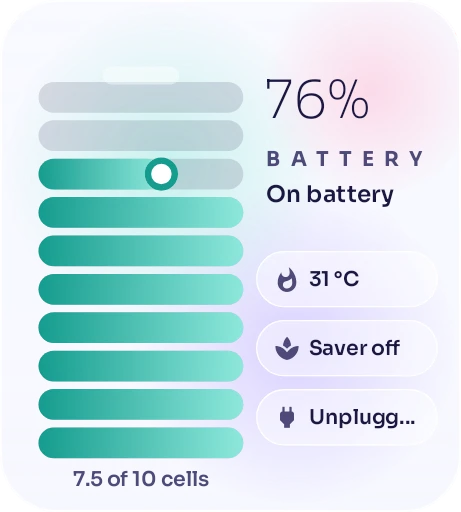 76%
BATTERY
On battery
31 °C
Saver off
Unplugg...
7.5 of 10 cells